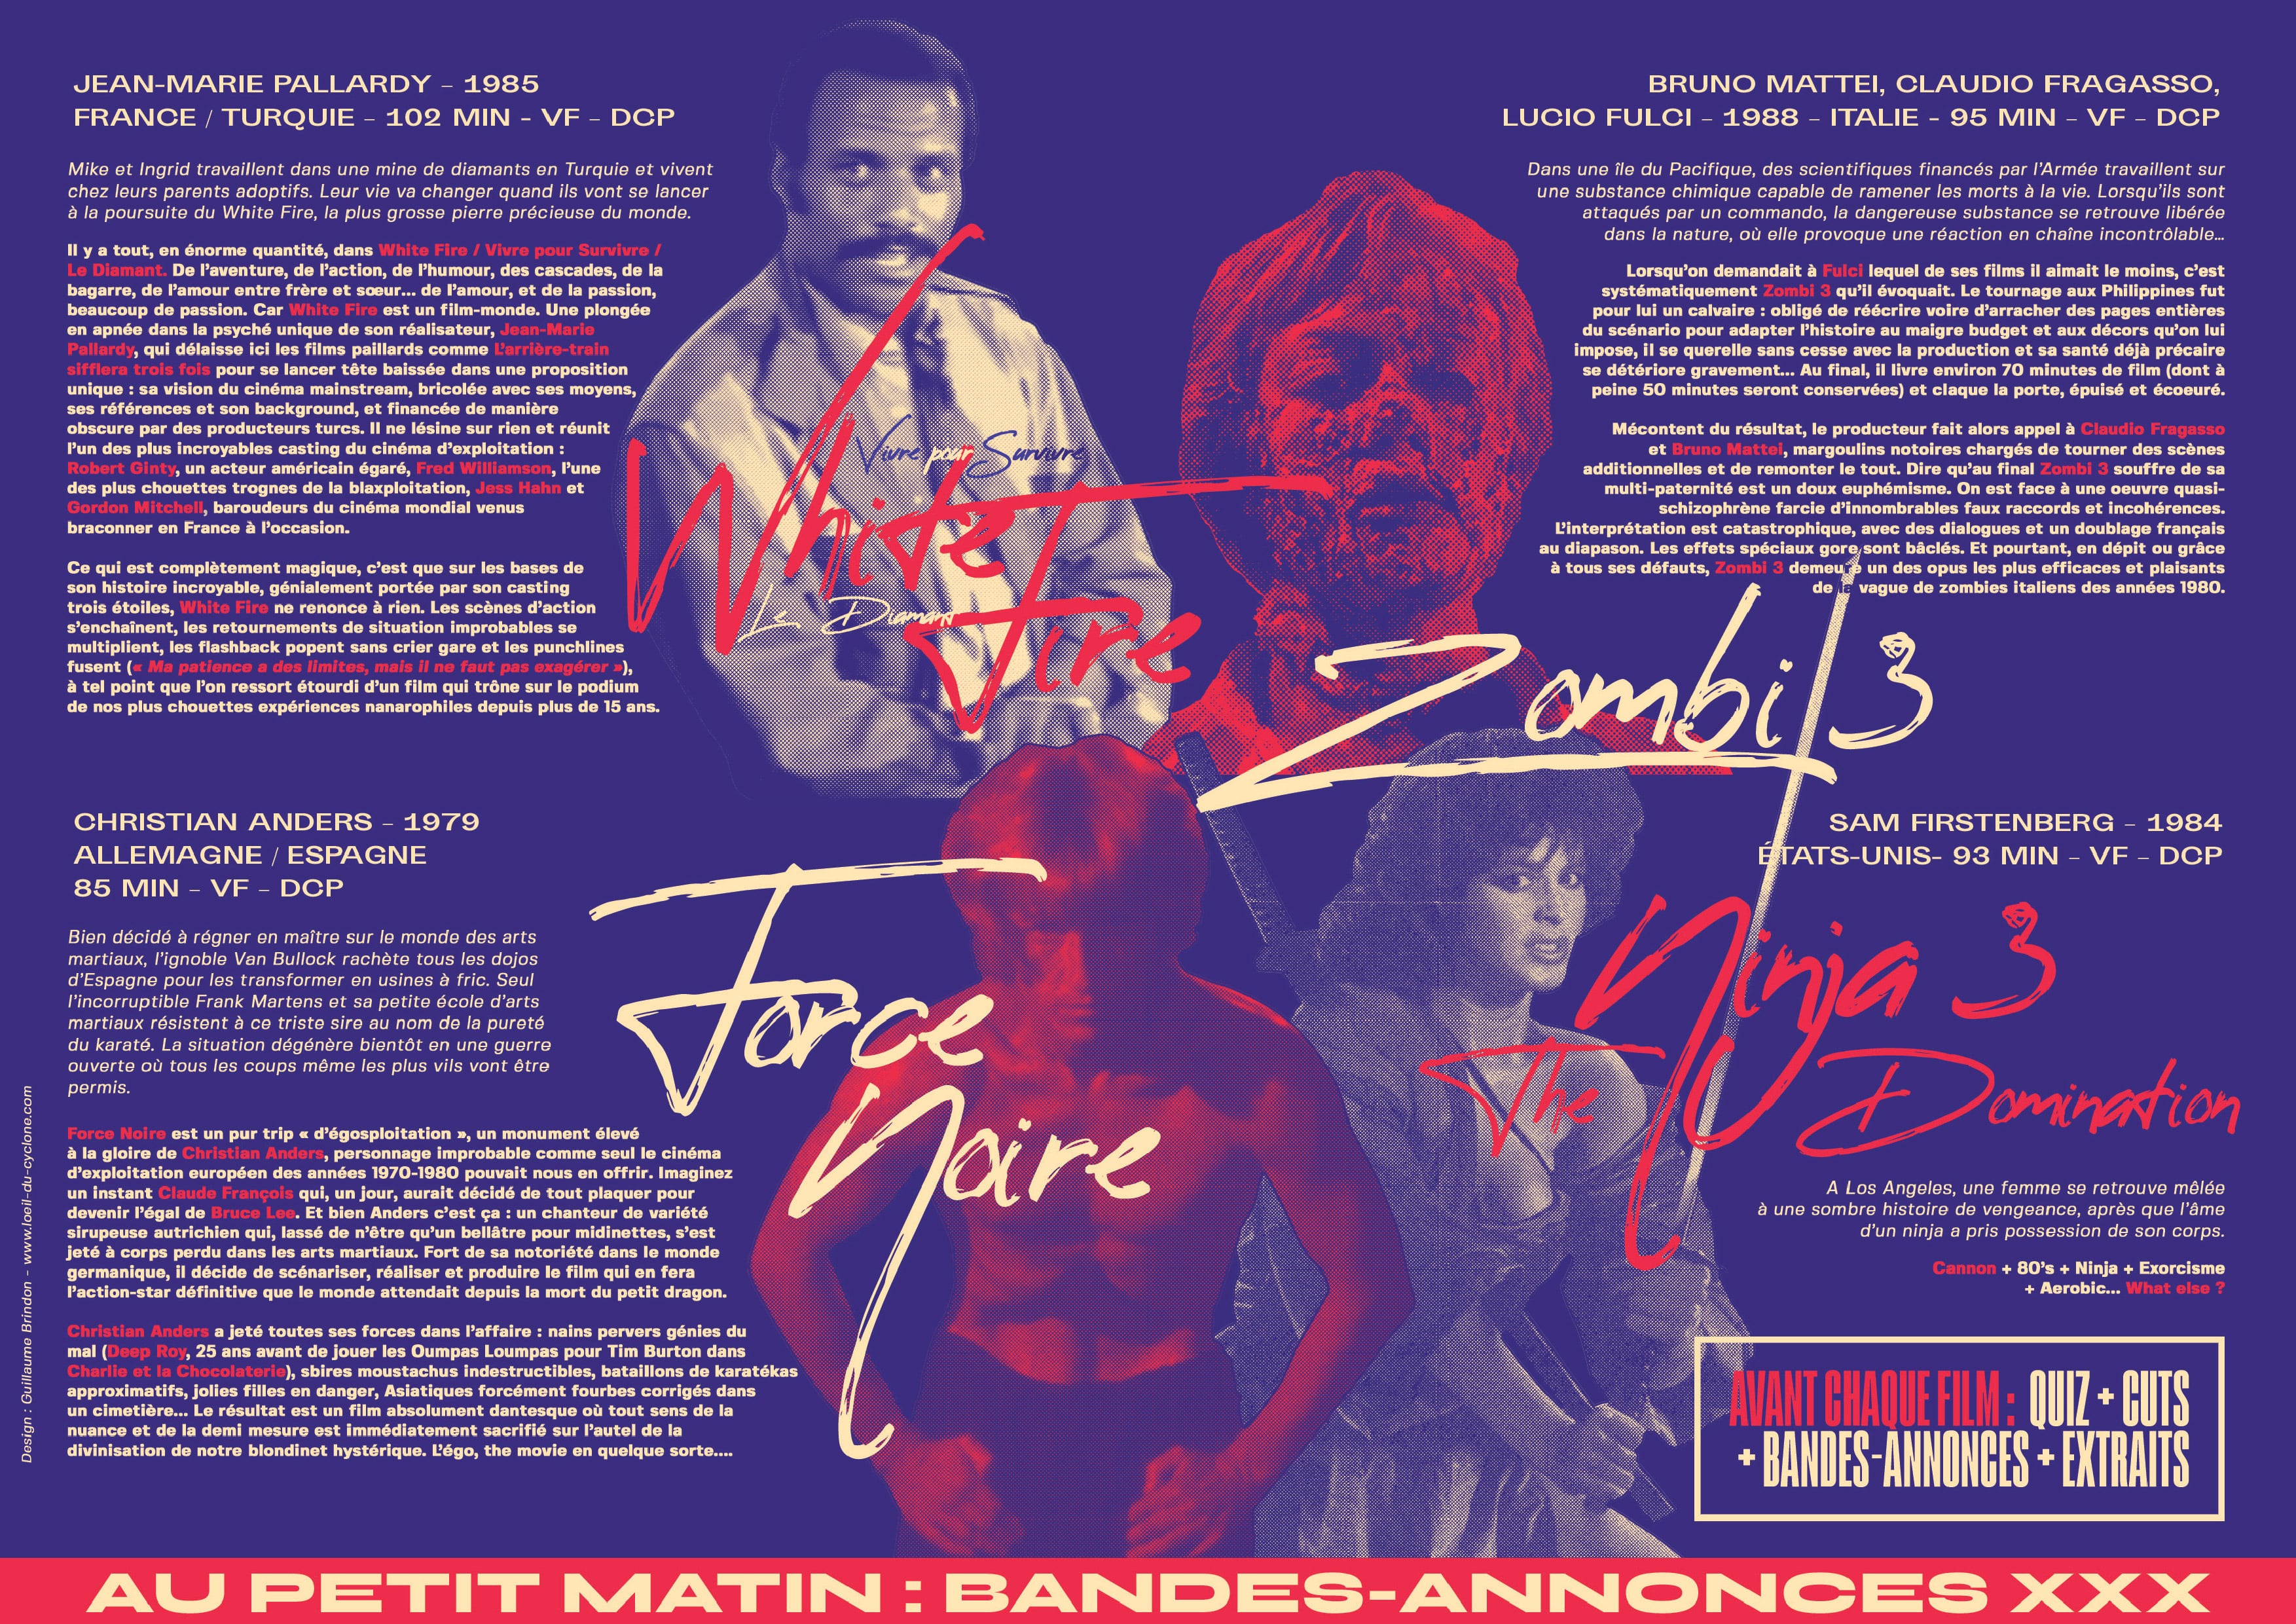 JEAN-MARIE PALLARDY – 1985
FRANCE / TURQUIE – 102 MIN - VF – DCP
Mike et Ingrid travaillent dans une mine de diamants en Turquie et vivent
chez leurs parents adoptifs. Leur vie va changer quand ils vont se lancer
à la poursuite du White Fire, la plus grosse pierre précieuse du monde.
Il y a tout, en énorme quantité, dans White Fire / Vivre pour Survivre /
Le Diamant. De l'aventure, de l'action, de l'humour, des cascades, de la
bagarre, de l'amour entre frère et sœur... de l'amour, et de la passion,
beaucoup de passion. Car White Fire est un film-monde. Une plongée
en apnée dans la psyché unique de son réalisateur, Jean-Marie
Pallardy, qui délaisse ici les films paillards comme L'arrière-train
sifflera trois fois pour se lancer tête baissée dans une proposition
unique : sa vision du cinéma mainstream, bricolée avec ses moyens,
ses références et son background, et financée de manière
obscure par des producteurs turcs. Il ne lésine sur rien et réunit
l'un des plus incroyables casting du cinéma d'exploitation :
Robert Ginty, un acteur américain égaré, Fred Williamson, l'une
des plus chouettes trognes de la blaxploitation, Jess Hahn et
Gordon Mitchell, baroudeurs du cinéma mondial venus
braconner en France à l'occasion.
Ce qui est complètement magique, c'est que sur les bases de
son histoire incroyable, génialement portée par son casting
trois étoiles, White Fire ne renonce à rien. Les scènes d'action
s'enchaînent, les retournements de situation improbables se
multiplient, les flashback popent sans crier gare et les punchlines
fusent (« Ma patience a des limites, mais il ne faut pas exagérer »),
à tel point que l'on ressort étourdi d'un film qui trône sur le podium
de nos plus chouettes expériences nanarophiles depuis plus de 15 ans.
White
Vivre pour Survivre
Le Diamant
Fire
BRUNO MATTEI, CLAUDIO FRAGASSO,
LUCIO FULCI – 1988 – ITALIE - 95 MIN – VF – DCP
Dans une île du Pacifique, des scientifiques financés par l'Armée travaillent sur
une substance chimique capable de ramener les morts à la vie. Lorsqu'ils sont
attaqués par un commando, la dangereuse substance se retrouve libérée
dans la nature, où elle provoque une réaction en chaîne incontrôlable...
Lorsqu'on demandait à Fulci lequel de ses films il aimait le moins, c'est
systématiquement Zombi 3 qu'il évoquait. Le tournage aux Philippines fut
pour lui un calvaire : obligé de réécrire voire d'arracher des pages entières
du scénario pour adapter l'histoire au maigre budget et aux décors qu'on lui
impose, il se querelle sans cesse avec la production et sa santé déjà précaire
se détériore gravement... Au final, il livre environ 70 minutes de film (dont à
peine 50 minutes seront conservées) et claque la porte, épuisé et écoeuré.
Mécontent du résultat, le producteur fait alors appel à Claudio Fragasso
et Bruno Mattei, margoulins notoires chargés de tourner des scènes
additionnelles et de remonter le tout. Dire qu'au final Zombi 3 souffre de sa
multi-paternité est un doux euphémisme. On est face à une oeuvre quasi-
schizophrène farcie d'innombrables faux raccords et incohérences.
L'interprétation est catastrophique, avec des dialogues et un doublage français
au diapason. Les effets spéciaux gore sont bâclés. Et pourtant, en dépit ou grâce
à tous ses défauts, Zombi 3 demeure un des opus les plus efficaces et plaisants
de la vague de zombies italiens des années 1980.
Zombi 3
CHRISTIAN ANDERS – 1979
ALLEMAGNE / ESPAGNE
85 MIN – VF – DCP
Bien décidé à régner en maître sur le monde des arts
martiaux, l'ignoble Van Bullock rachète tous les dojos
d'Espagne pour les transformer en usines à fric. Seul
l'incorruptible Frank Martens et sa petite école d'arts
martiaux résistent à ce triste sire au nom de la pureté
du karaté. La situation dégénère bientôt en une guerre
ouverte où tous les coups même les plus vils vont être
permis.
Force Noire est un pur trip « d'égosploitation », un monument élevé
à la gloire de Christian Anders, personnage improbable comme seul le cinéma
d'exploitation européen des années 1970-1980 pouvait nous en offrir. Imaginez
un instant Claude François qui, un jour, aurait décidé de tout plaquer pour
devenir l'égal de Bruce Lee. Et bien Anders c'est ça : un chanteur de variété
sirupeuse autrichien qui, lassé de n'être qu'un bellâtre pour midinettes, s'est
jeté à corps perdu dans les arts martiaux. Fort de sa notoriété dans le monde
germanique, il décide de scénariser, réaliser et produire le film qui en fera
l'action-star définitive que le monde attendait depuis la mort du petit dragon.
Christian Anders a jeté toutes ses forces dans l'affaire : nains pervers génies du
mal (Deep Roy, 25 ans avant de jouer les Oumpas Loumpas pour Tim Burton dans
Charlie et la Chocolaterie), sbires moustachus indestructibles, bataillons de karatékas
approximatifs, jolies filles en danger, Asiatiques forcément fourbes corrigés dans
un cimetière... Le résultat est un film absolument dantesque où tout sens de la
nuance et de la demi mesure est immédiatement sacrifié sur l'autel de la
divinisation de notre blondinet hystérique. L'égo, the movie en quelque sorte....
Force
Noire
SAM FIRSTENBERG – 1984
ÉTATS-UNIS- 93 MIN – VF – DCP
Ninja 3
The Domination
A Los Angeles, une femme se retrouve mêlée
à une sombre histoire de vengeance, après que l'âme
d'un ninja a pris possession de son corps.
Cannon + 80's + Ninja + Exorcisme
+ Aerobic... What else ?
AVANT CHAQUE FILM : QUIZ + CUTS
+ BANDES-ANNONCES + EXTRAITS
Design : Guillaume Brindon – www.loeil-du-cyclone.com
AU PETIT MATIN : BANDES-ANNONCES XXX